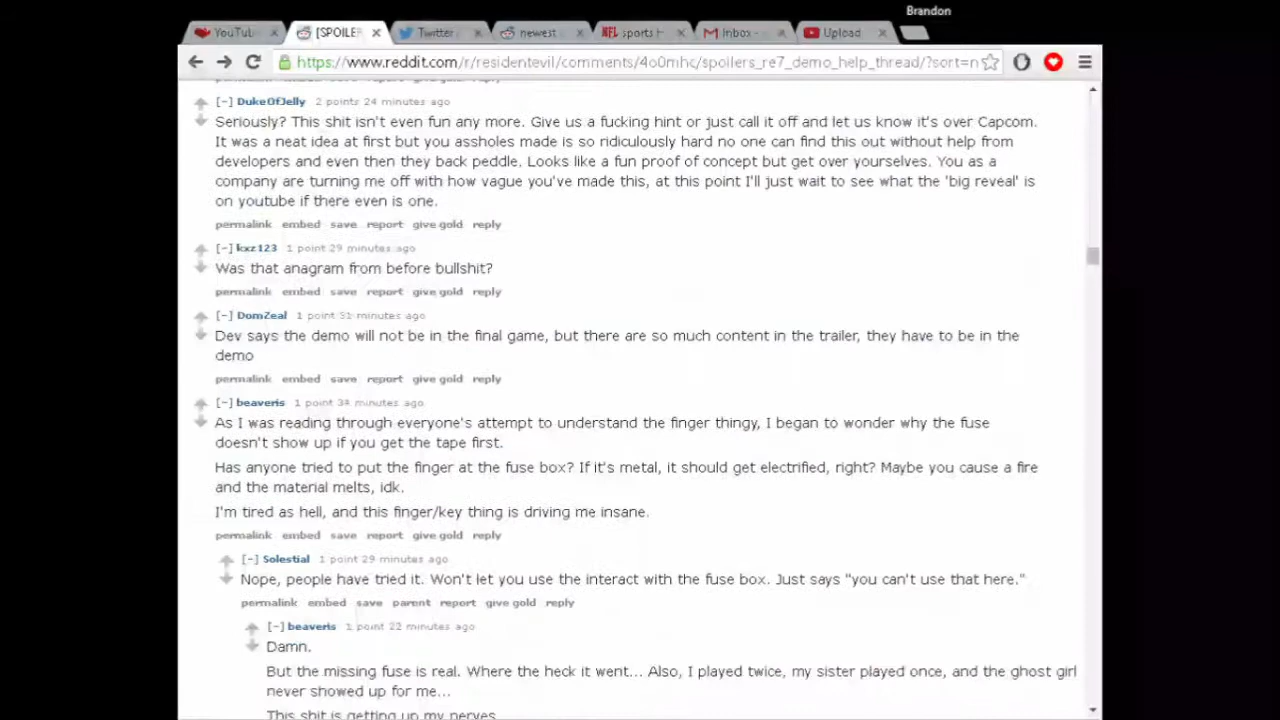 Brandon
YouTub
[SPOILER
Twitter
newest
NFL sports H
Inbox -
Upload
https://www.reddit.com/r/residentevil/comments/4o0mhc/spoilers_re7_demo_help_thread/?sort=n
[-] DukeOfJelly 2 points 24 minutes ago
Seriously? This shit isn't even fun any more. Give us a fucking hint or just call it off and let us know it's over Capcom.
It was a neat idea at first but you assholes made is so ridiculously hard no one can find this out without help from
developers and even then they back peddle. Looks like a fun proof of concept but get over yourselves. You as a
company are turning me off with how vague you've made this, at this point I'll just wait to see what the 'big reveal' is
on youtube if there even is one.
permalink embed save report give gold reply
[-] kxz123 1 point 29 minutes ago
Was that anagram from before bullshit?
permalink embed save report give gold reply
[-] DomZeal 1 point 31 minutes ago
Dev says the demo will not be in the final game, but there are so much content in the trailer, they have to be in the
demo
permalink embed save report give gold reply
[-] beaveris 1 point 34 minutes ago
As I was reading through everyone's attempt to understand the finger thingy, I began to wonder why the fuse
doesn't show up if you get the tape first.
Has anyone tried to put the finger at the fuse box? If it's metal, it should get electrified, right? Maybe you cause a fire
and the material melts, idk.
I'm tired as hell, and this finger/key thing is driving me insane.
permalink embed save report give gold reply
[-] Solestial 1 point 29 minutes ago
Nope, people have tried it. Won't let you use the interact with the fuse box. Just says "you can't use that here."
permalink embed save parent report give gold reply
[-] beaveris 1 point 22 minutes ago
Damn.
But the missing fuse is real. Where the heck it went... Also, I played twice, my sister played once, and the ghost girl
never showed up for me...
This shit is getting up my nerves